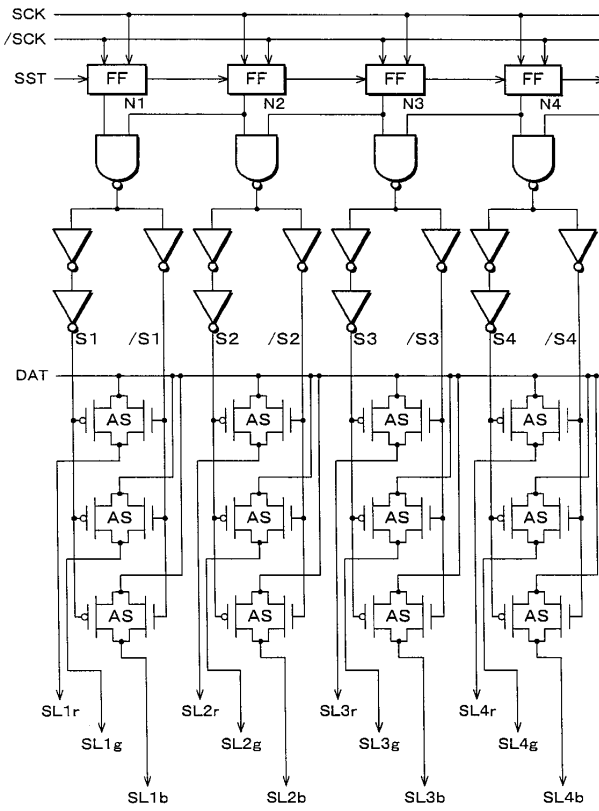 SCK
/SCK
SST FF FF FF FF
N1 N2 N3 N4
S1 /S1 S2 /S2 S3 /S3 S4 /S4
DAT
AS AS AS AS
AS AS AS AS
AS AS AS AS
SL1r SL2r SL3r SL4r
SL1g SL2g SL3g SL4g
SL1b SL2b SL3b SL4b